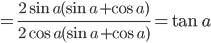 = \frac{2 \sin a (\sin a + \cos a)}{2 \cos a (\sin a + \cos a)} = \tan a